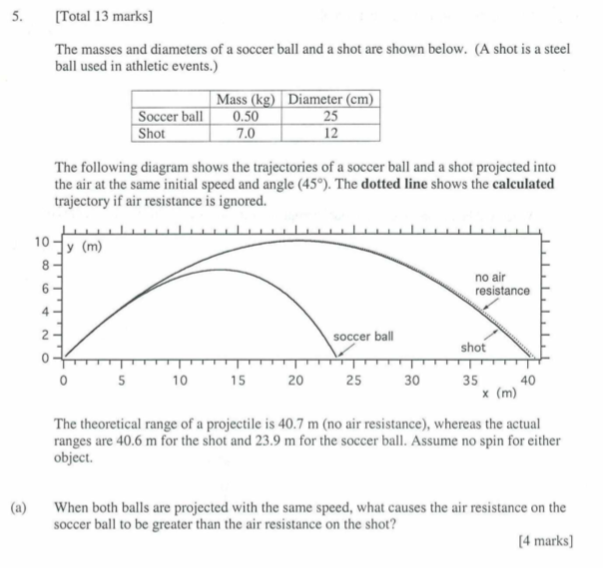 5. [Total 13 marks]
The masses and diameters of a soccer ball and a shot are shown below. (A shot is a steel
ball used in athletic events.)
Mass (kg) Diameter (cm)
Soccer ball 0.50 25
Shot 7.0 12
The following diagram shows the trajectories of a soccer ball and a shot projected into
the air at the same initial speed and angle (45°). The dotted line shows the calculated
trajectory if air resistance is ignored.
10 y (m)
8
no air
6 resistance
4
2 soccer ball
shot
0
0 5 10 15 20 25 30 35 40
x (m)
The theoretical range of a projectile is 40.7 m (no air resistance), whereas the actual
ranges are 40.6 m for the shot and 23.9 m for the soccer ball. Assume no spin for either
object.
(a) When both balls are projected with the same speed, what causes the air resistance on the
soccer ball to be greater than the air resistance on the shot?
[4 marks]